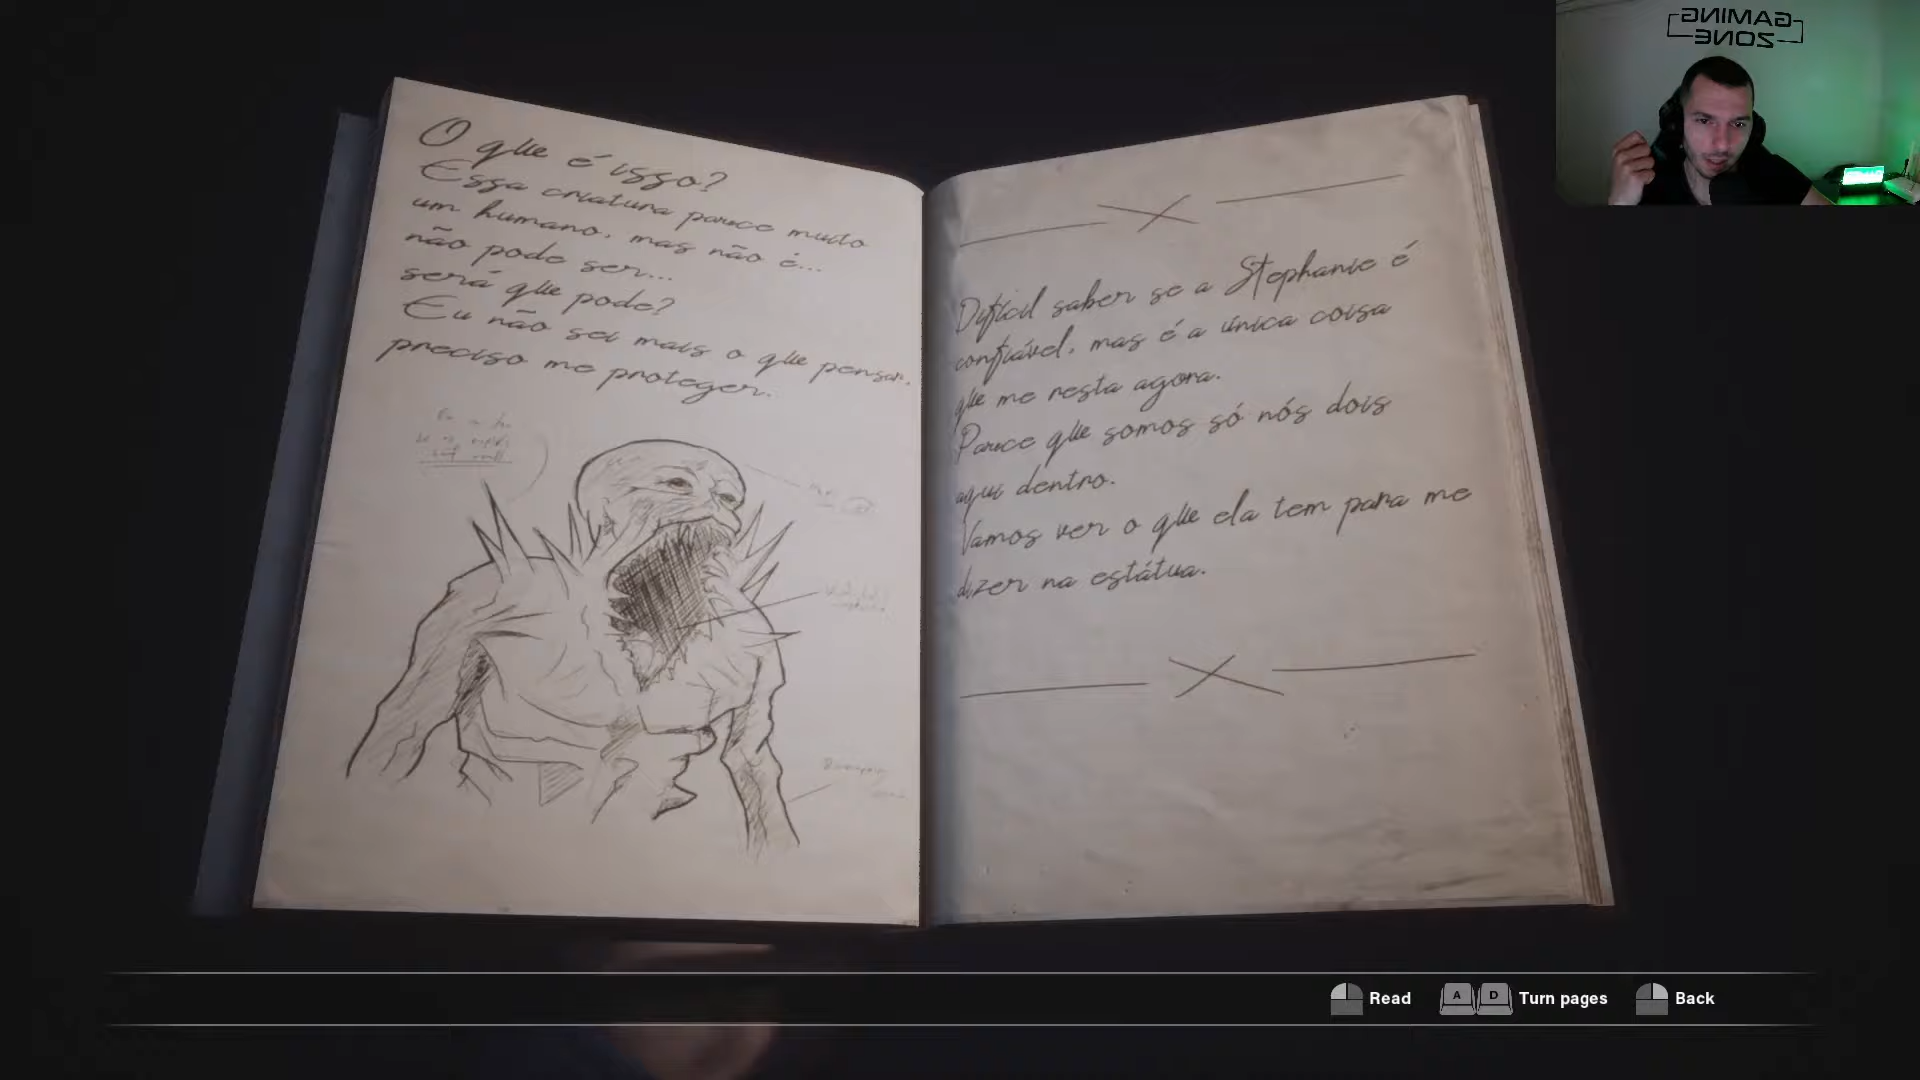 O que é isso?
Essa criatura parece muito
um humano, mas não é...
não pode ser...
será que pode?
Eu não sei mais o que pensar,
preciso me proteger.
Difícil saber se a Stephanie é
confiável, mas é a única coisa
que me resta agora.
Parece que somos só nós dois
aqui dentro.
Vamos ver o que ela tem para me
dizer na estátua.
GAMING
ZONE
Read
A D Turn pages
Back